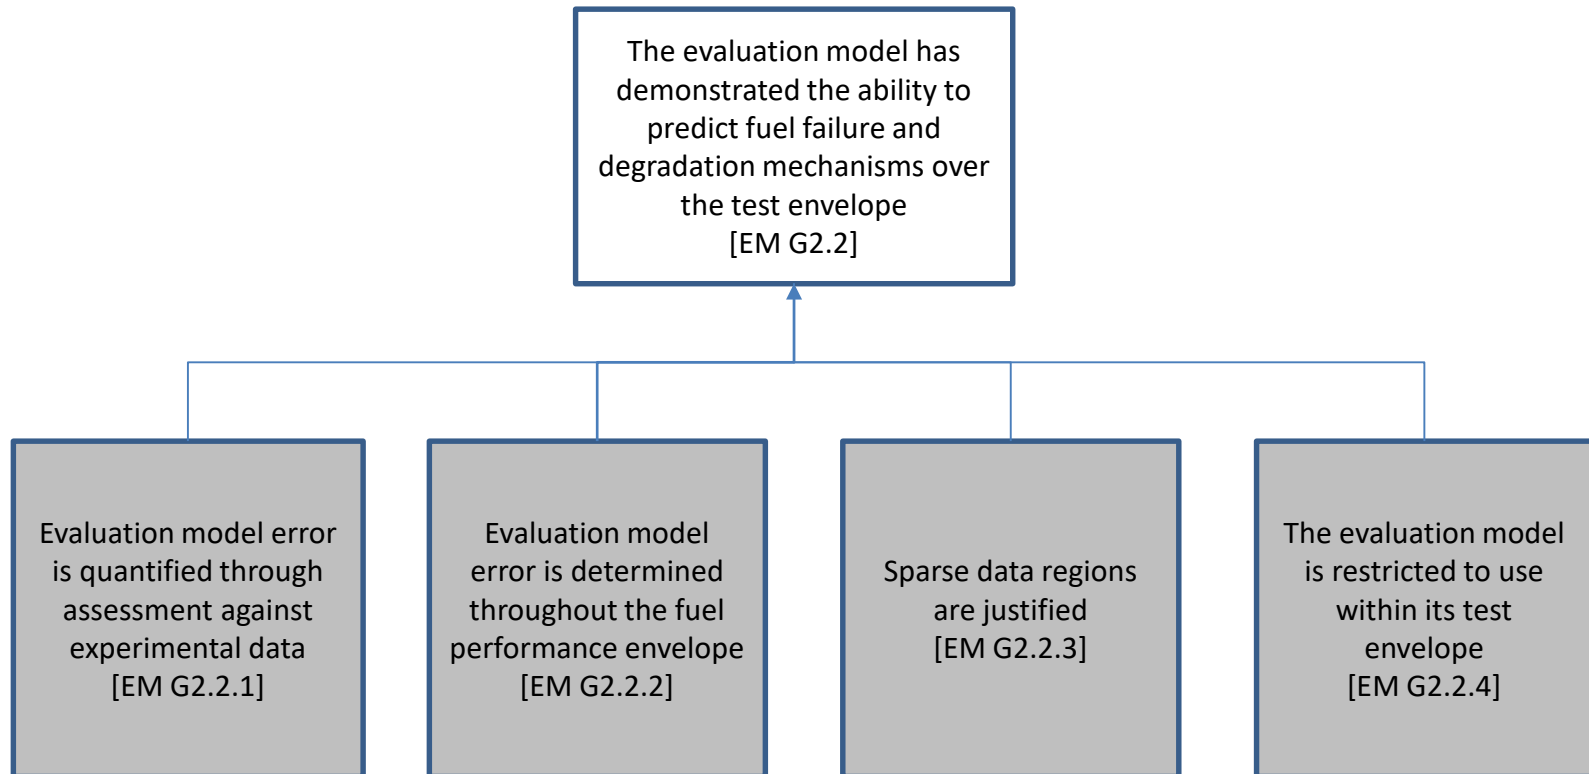 The evaluation model has
demonstrated the ability to
predict fuel failure and
degradation mechanisms over
the test envelope
[EM G2.2]
Evaluation model error
is quantified through
assessment against
experimental data
[EM G2.2.1]
Evaluation model
error is determined
throughout the fuel
performance envelope
[EM G2.2.2]
Sparse data regions
are justified
[EM G2.2.3]
The evaluation model
is restricted to use
within its test
envelope
[EM G2.2.4]